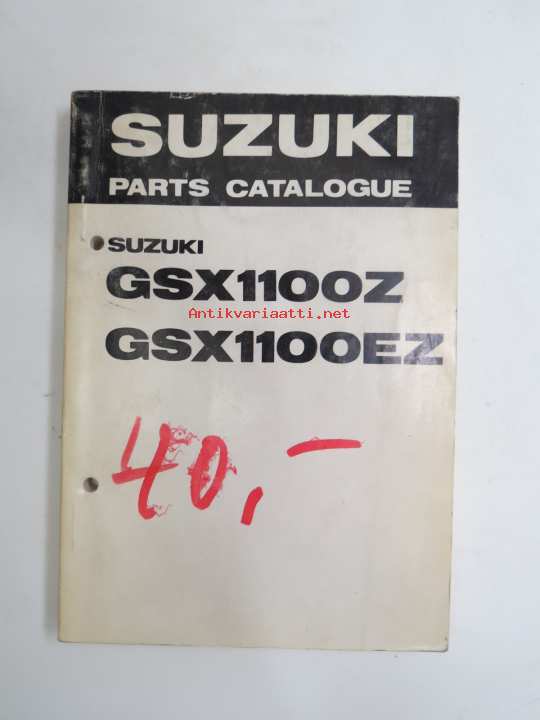 SUZUKI
PARTS CATALOGUE
SUZUKI
GSX1100Z
Antikvariaatti.net
GSX1100EZ
40,-